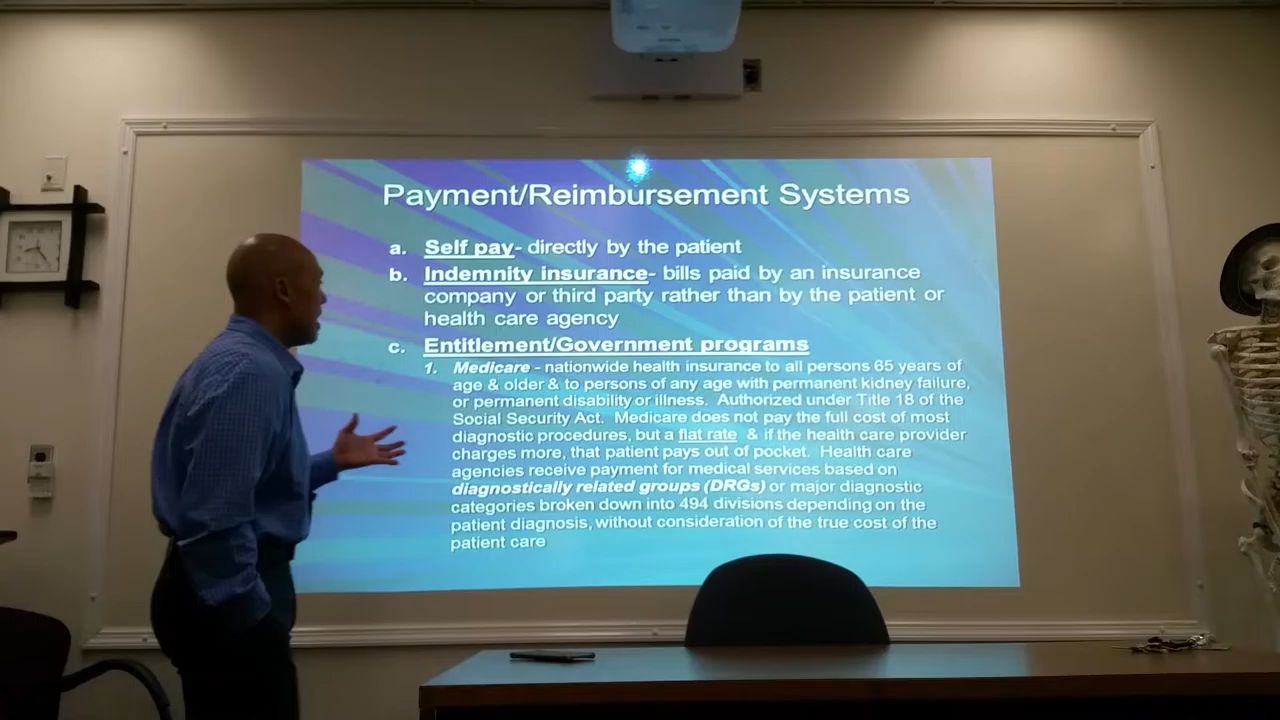 Payment/Reimbursement Systems
a. Self pay- directly by the patient
b. Indemnity insurance- bills paid by an insurance
company or third party rather than by the patient or
health care agency
c. Entitlement/Government programs
1. Medicare - nationwide health insurance to all persons 65 years of
age & older & to persons of any age with permanent kidney failure,
or permanent disability or illness. Authorized under Title 18 of the
Social Security Act. Medicare does not pay the full cost of most
diagnostic procedures, but a flat rate & if the health care provider
charges more, that patient pays out of pocket. Health care
agencies receive payment for medical services based on
diagnostically related groups (DRGs) or major diagnostic
categories broken down into 494 divisions depending on the
patient diagnosis, without consideration of the true cost of the
patient care